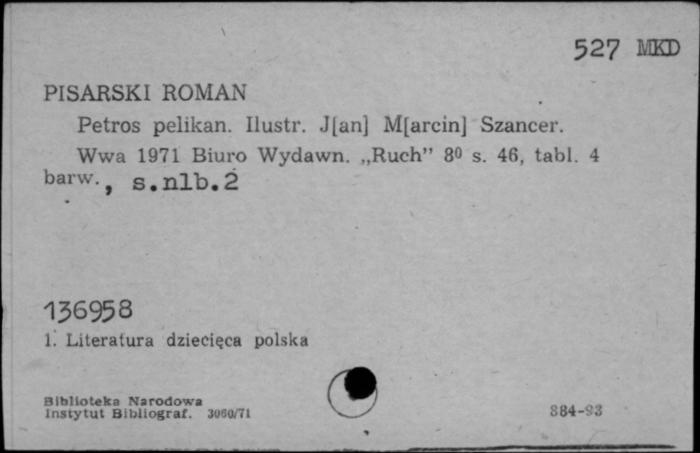 527 MKD
PISARSKI ROMAN
Petros pelikan. Ilustr. J[an] M[arcin] Szancer.
Wwa 1971 Biuro Wydawn. „Ruch” 8⁰ s. 46, tabl. 4
barw., s.nlb.2
136958
1. Literatura dziecięca polska
Biblioteka Narodowa
Instytut Bibliograf. 3060/71
884-93